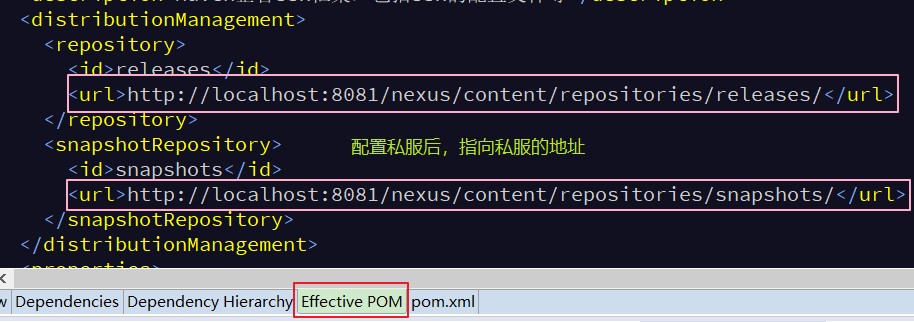 <distributionManagement>
<repository>
<id>releases</id>
<url>http://localhost:8081/nexus/content/repositories/releases/</url>
</repository>
<snapshotRepository> 配置私服后，指向私服的地址
<id>snapshots</id>
<url>http://localhost:8081/nexus/content/repositories/snapshots/</url>
</snapshotRepository>
</distributionManagement>
<properties>
Dependencies Dependency Hierarchy Effective POM pom.xml